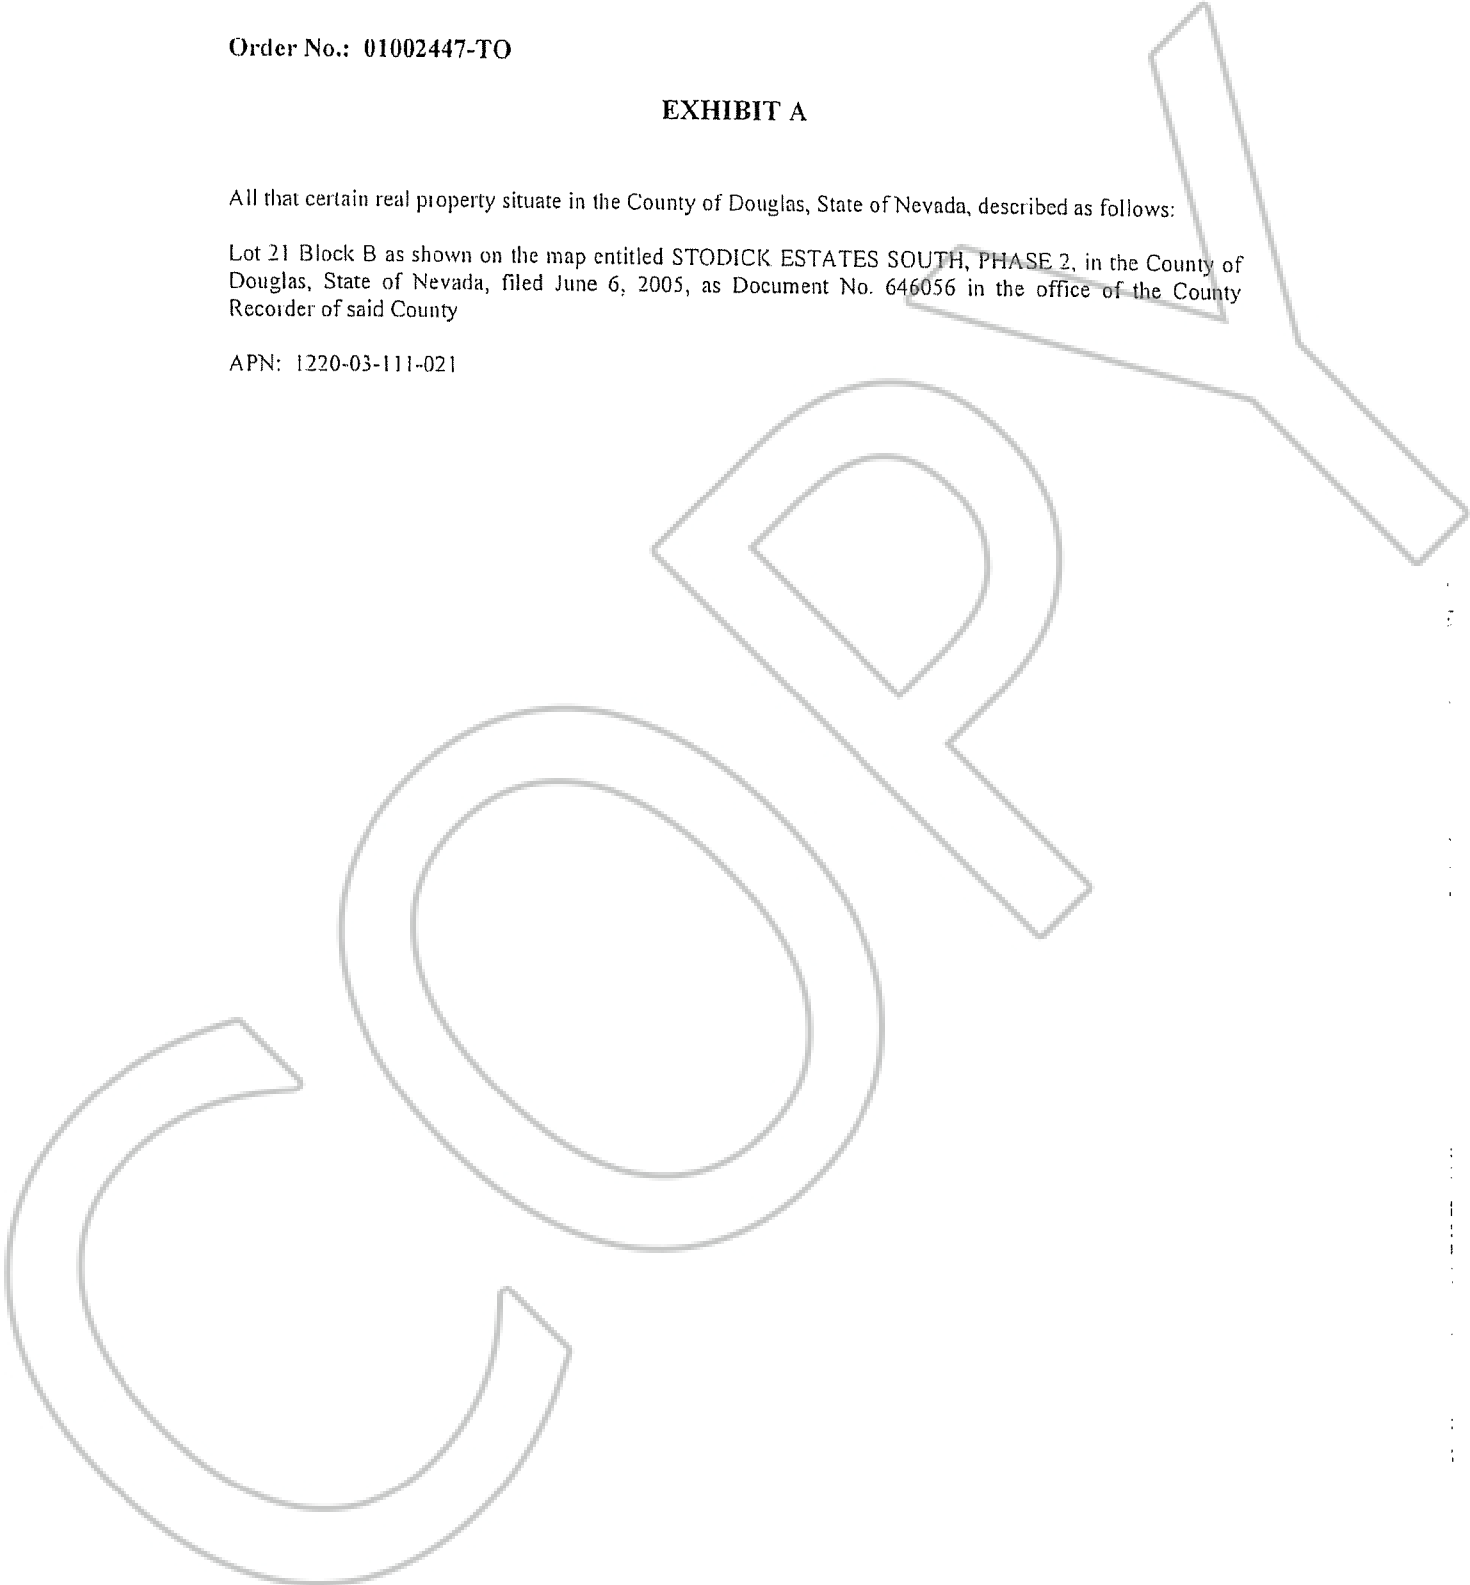 Order No.: 01002447-TO
EXHIBIT A
All that certain real property situate in the County of Douglas, State of Nevada, described as follows:
Lot 21 Block B as shown on the map entitled STODICK ESTATES SOUTH, PHASE 2, in the County of
Douglas, State of Nevada, filed June 6, 2005, as Document No. 646056 in the office of the County
Recorder of said County
APN: 1220-03-111-021
COPY